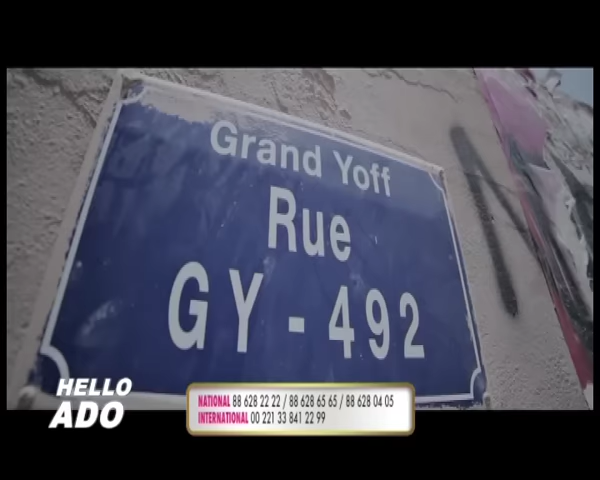 Grand Yoff
Rue
GY - 492
HELLO
ADO
NATIONAL 88 628 22 22 / 88 628 65 65 / 88 628 04 05
INTERNATIONAL 00 221 33 841 22 99